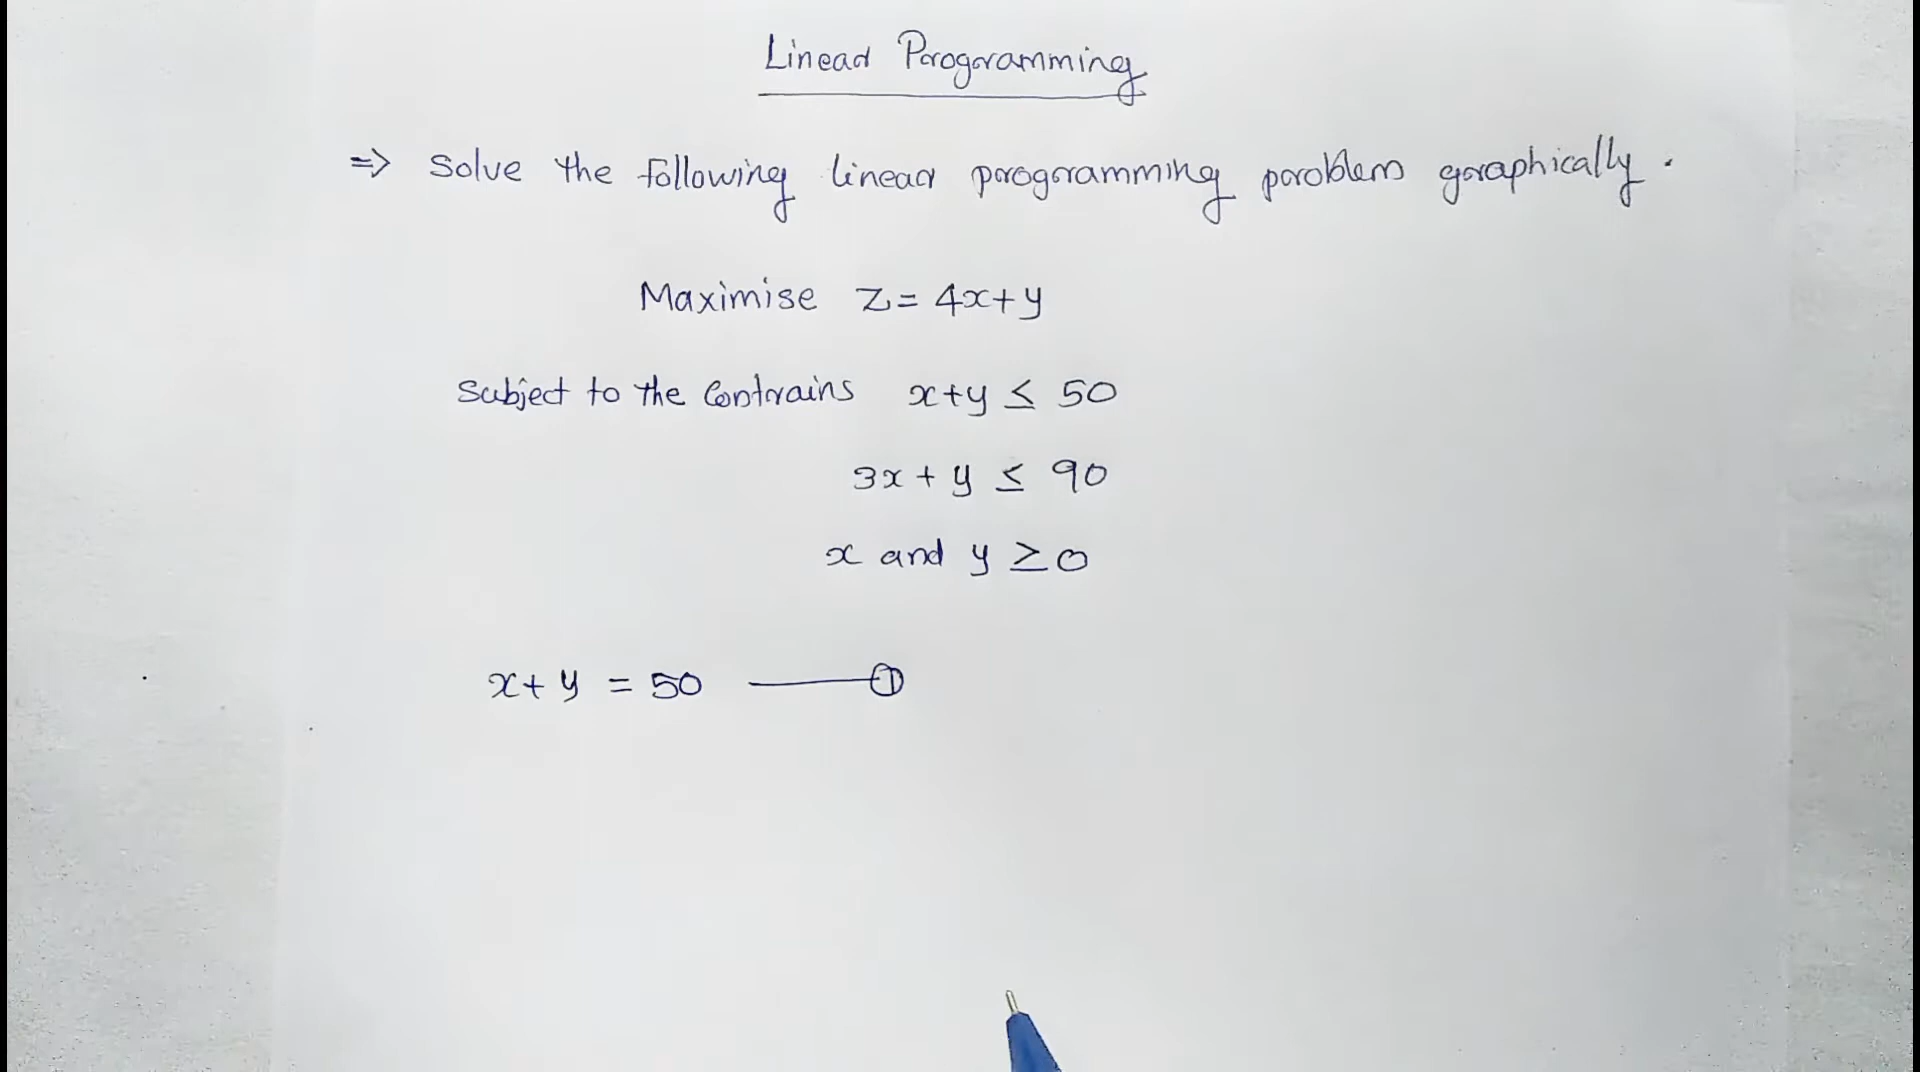 Linear Programming
=> Solve the following linear programming problem graphically.
Maximise Z = 4x+y
Subject to the Contrains x+y ≤ 50
3x + y ≤ 90
x and y ≥ 0
x + y = 50 —— ①